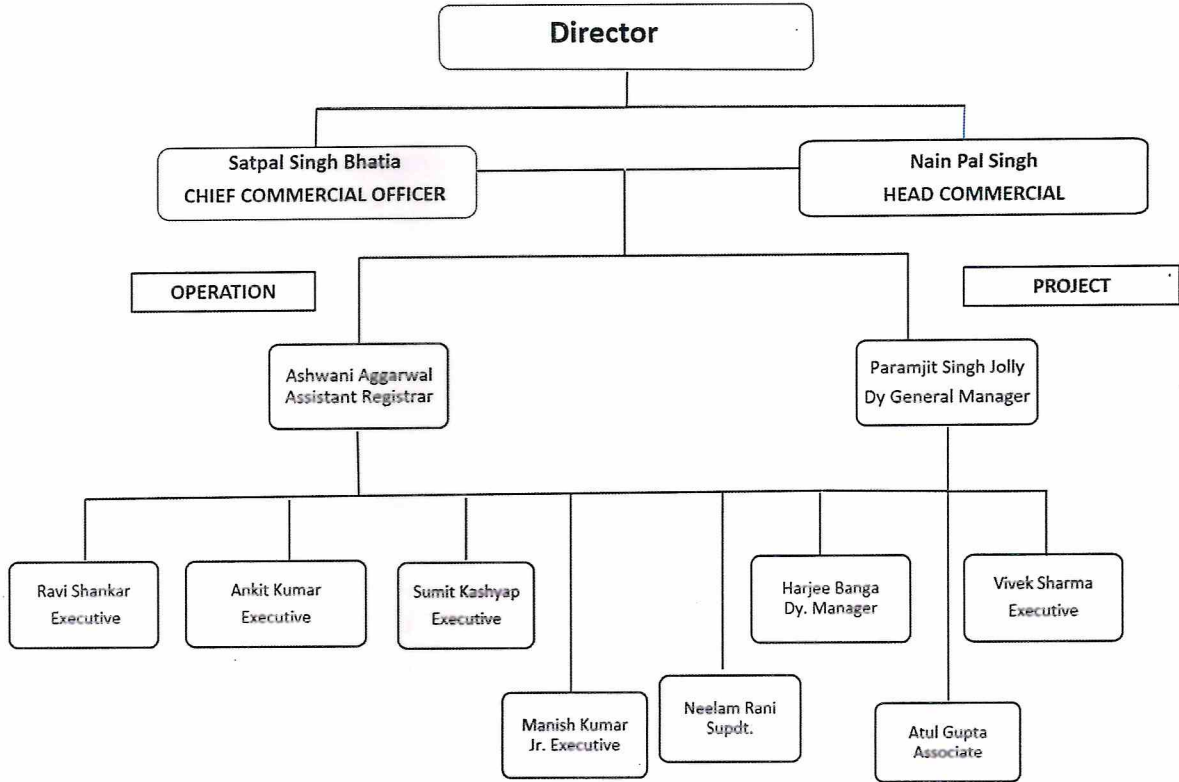 Director
Satpal Singh Bhatia
CHIEF COMMERCIAL OFFICER
Nain Pal Singh
HEAD COMMERCIAL
OPERATION
PROJECT
Ashwani Aggarwal
Assistant Registrar
Paramjit Singh Jolly
Dy General Manager
Ravi Shankar
Executive
Ankit Kumar
Executive
Sumit Kashyap
Executive
Harjee Banga
Dy. Manager
Vivek Sharma
Executive
Manish Kumar
Jr. Executive
Neelam Rani
Supdt.
Atul Gupta
Associate